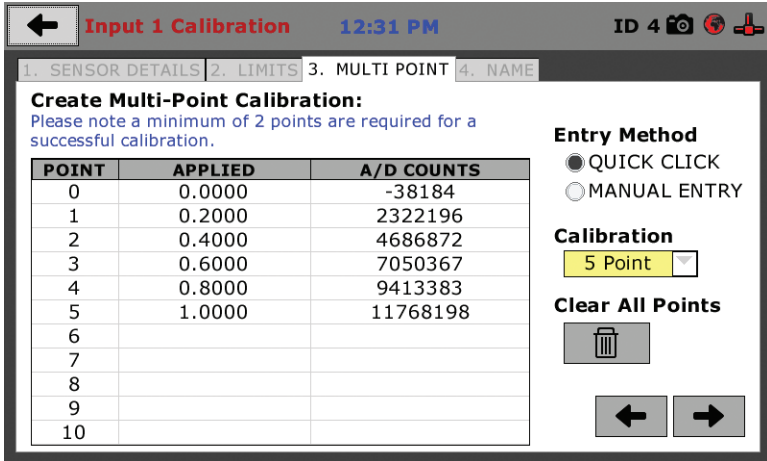 Input 1 Calibration 12:31 PM ID 4
1. SENSOR DETAILS 2. LIMITS 3. MULTI POINT 4. NAME
Create Multi-Point Calibration:
Please note a minimum of 2 points are required for a
successful calibration.
POINT APPLIED A/D COUNTS
0 0.0000 -38184
1 0.2000 2322196
2 0.4000 4686872
3 0.6000 7050367
4 0.8000 9413383
5 1.0000 11768198
6
7
8
9
10
Entry Method
QUICK CLICK
MANUAL ENTRY
Calibration
5 Point
Clear All Points